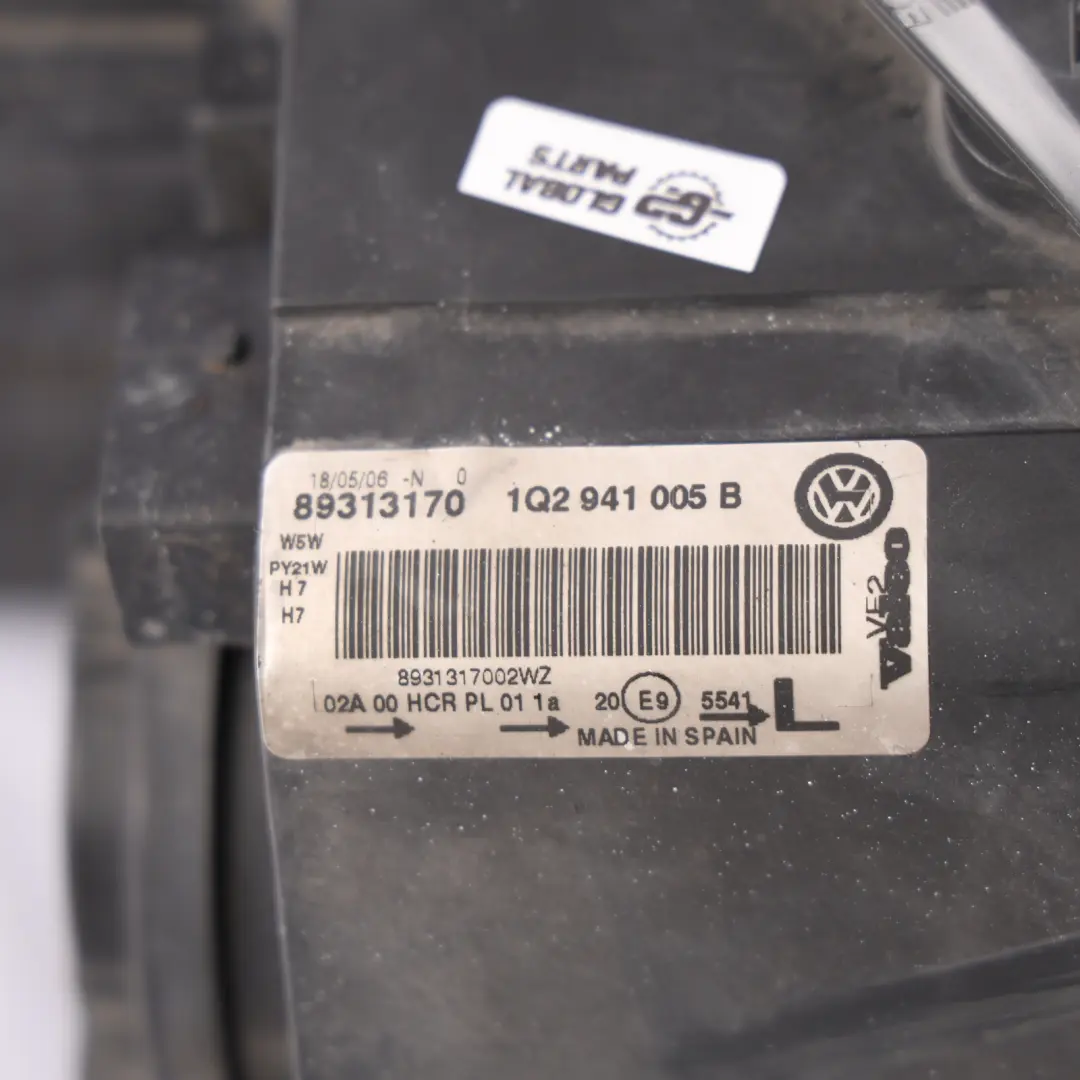 GLOBAL
PARTS
18/05/06 -N 0
89313170 1Q2 941 005 B
W5W
PY21W
H7
H7
VE2
8931317002WZ
02A 00 HCR PL 01 1a 20 E9 5541 L
MADE IN SPAIN